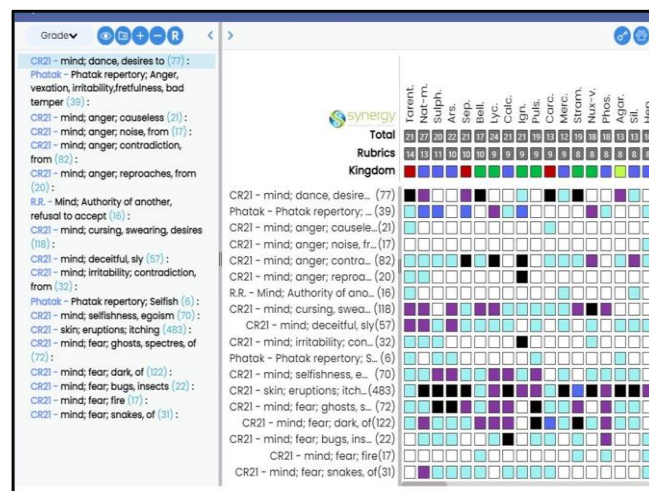 Grade
R
CR21 - mind; dance, desires to (77) :
Phatak - Phatak repertory; Anger,
vexation, irritability,fretfulness, bad
temper (39) :
CR21 - mind; anger; causeless (21) :
CR21 - mind; anger; noise, from (17) :
CR21 - mind; anger; contradiction,
from (82) :
CR21 - mind; anger; reproaches, from
(20) :
R.R. - Mind; Authority of another,
refusal to accept (16) :
CR21 - mind; cursing, swearing, desires
(118) :
CR21 - mind; deceitful, sly (57) :
CR21 - mind; irritability; contradiction,
from (32) :
Phatak - Phatak repertory; Selfish (6) :
CR21 - mind; selfishness, egoism (70) :
CR21 - skin; eruptions; itching (483) :
CR21 - mind; fear; ghosts, spectres, of
(72) :
CR21 - mind; fear; dark, of (122) :
CR21 - mind; fear; bugs, insects (22) :
CR21 - mind; fear; fire (17) :
CR21 - mind; fear; snakes, of (31) :
synergy
Tarent. Nat-m. Sulph. Ars. Sep. Bell. Lyc. Calc. Ign. Puls. Carc. Merc. Stram. Nux-v. Phos. Agar. Sil. Hep
Total 21 27 20 22 21 17 24 21 21 19 13 19 19 18 18 13 13
Rubrics 14 13 11 11 10 10 9 9 9 9 9 9 9 9 8 8 8
Kingdom
CR21 - mind; dance, desire... (77)
Phatak - Phatak repertory; ... (39)
CR21 - mind; anger; causele...(21)
CR21 - mind; anger; noise, fr...(17)
CR21 - mind; anger; contra... (82)
CR21 - mind; anger; reproa... (20)
R.R. - Mind; Authority of ano... (16)
CR21 - mind; cursing, swea... (118)
CR21 - mind; deceitful, sly(57)
CR21 - mind; irritability; con... (32)
Phatak - Phatak repertory; S... (6)
CR21 - mind; selfishness, e... (70)
CR21 - skin; eruptions; itch...(483)
CR21 - mind; fear; ghosts, s... (72)
CR21 - mind; fear; dark, of(122)
CR21 - mind; fear; bugs, ins... (22)
CR21 - mind; fear; fire(17)
CR21 - mind; fear; snakes, of(31)